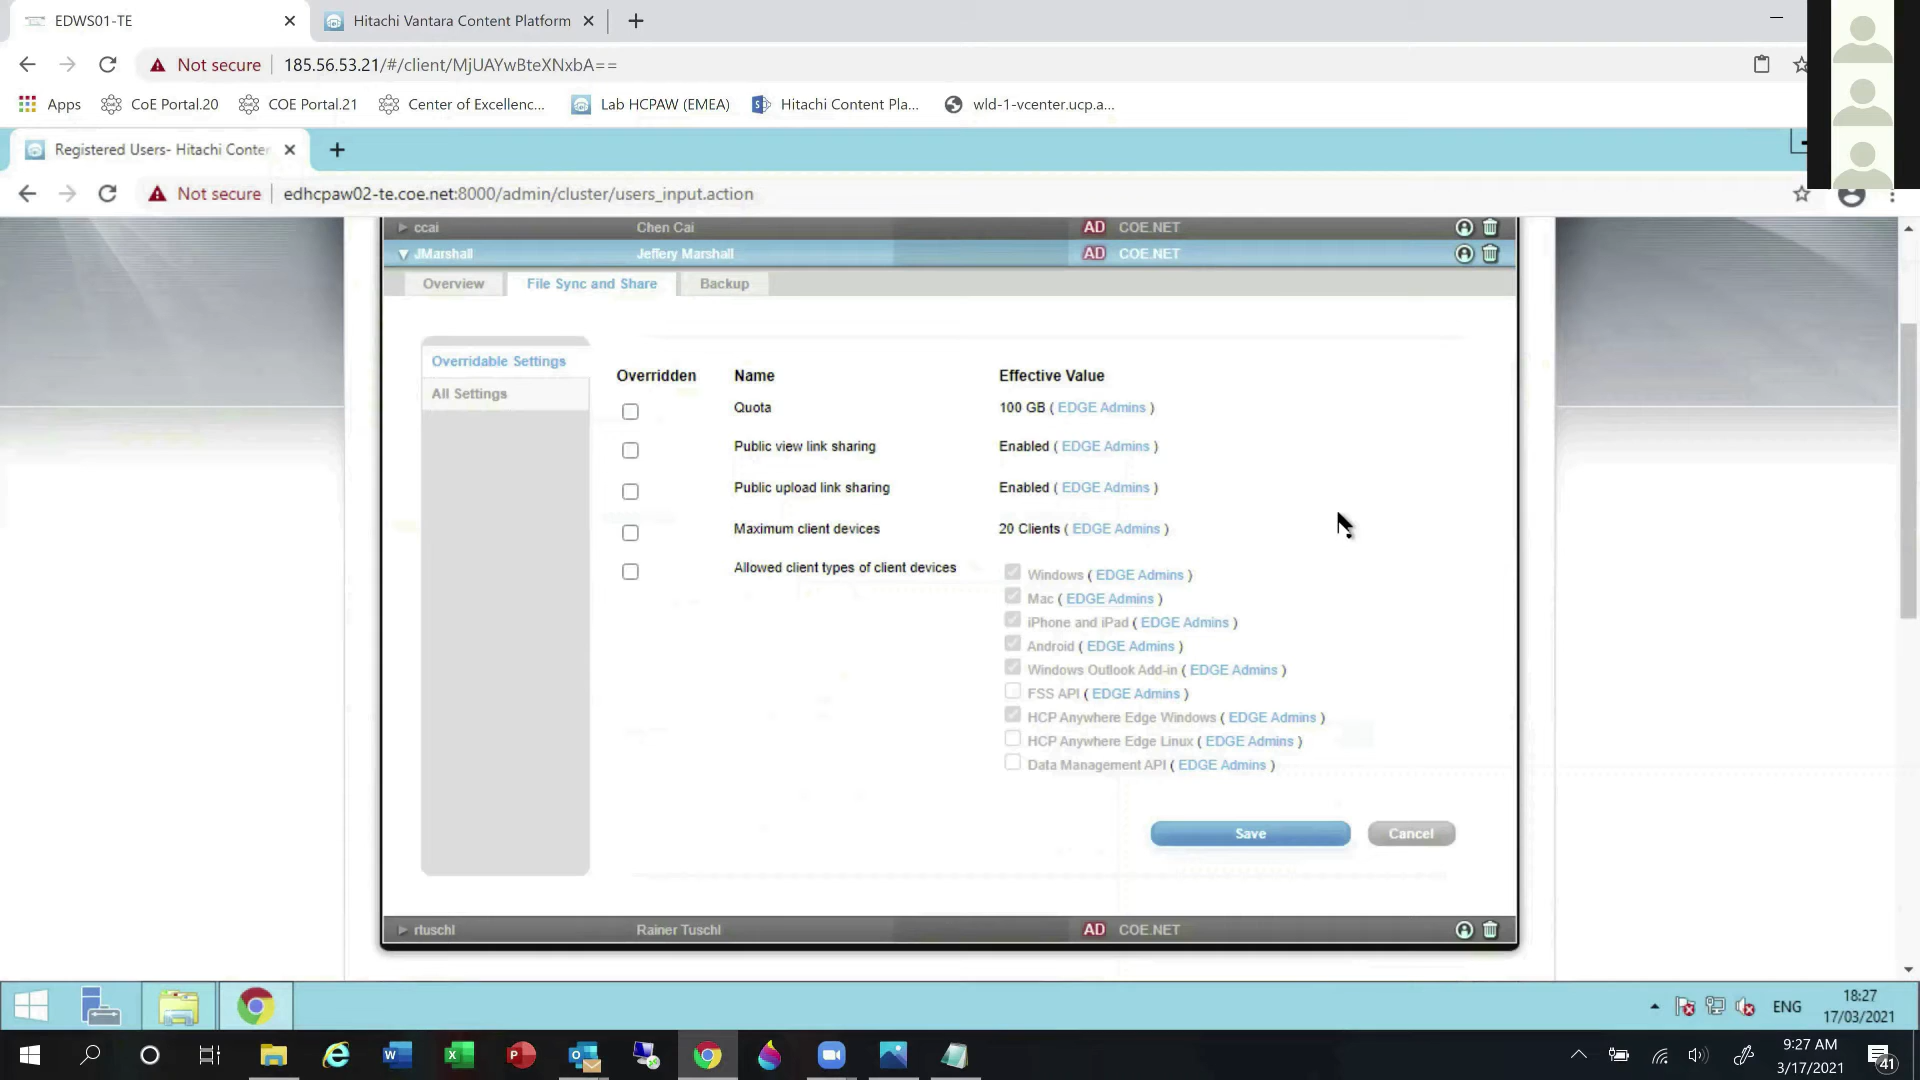 EDWS01-TE
Hitachi Vantara Content Platform
Not secure 185.56.53.21/#/client/MjUAYwBteXNxbA==
Apps CoE Portal.20 COE Portal.21 Center of Excellenc... Lab HCPAW (EMEA) Hitachi Content Pla... wld-1-vcenter.ucp.a...
Registered Users- Hitachi Conter
Not secure edhcpaw02-te.coe.net:8000/admin/cluster/users_input.action
ccai Chen Cai AD COE.NET
JMarshall Jeffery Marshall AD COE.NET
Overview File Sync and Share Backup
Overridable Settings
All Settings
Overridden Name Effective Value
Quota 100 GB ( EDGE Admins )
Public view link sharing Enabled ( EDGE Admins )
Public upload link sharing Enabled ( EDGE Admins )
Maximum client devices 20 Clients ( EDGE Admins )
Allowed client types of client devices
Windows ( EDGE Admins )
Mac ( EDGE Admins )
iPhone and iPad ( EDGE Admins )
Android ( EDGE Admins )
Windows Outlook Add-in ( EDGE Admins )
FSS API ( EDGE Admins )
HCP Anywhere Edge Windows ( EDGE Admins )
HCP Anywhere Edge Linux ( EDGE Admins )
Data Management API ( EDGE Admins )
Save Cancel
rtuschl Rainer Tuschl AD COE.NET
ENG
18:27
17/03/2021
9:27 AM
3/17/2021
41